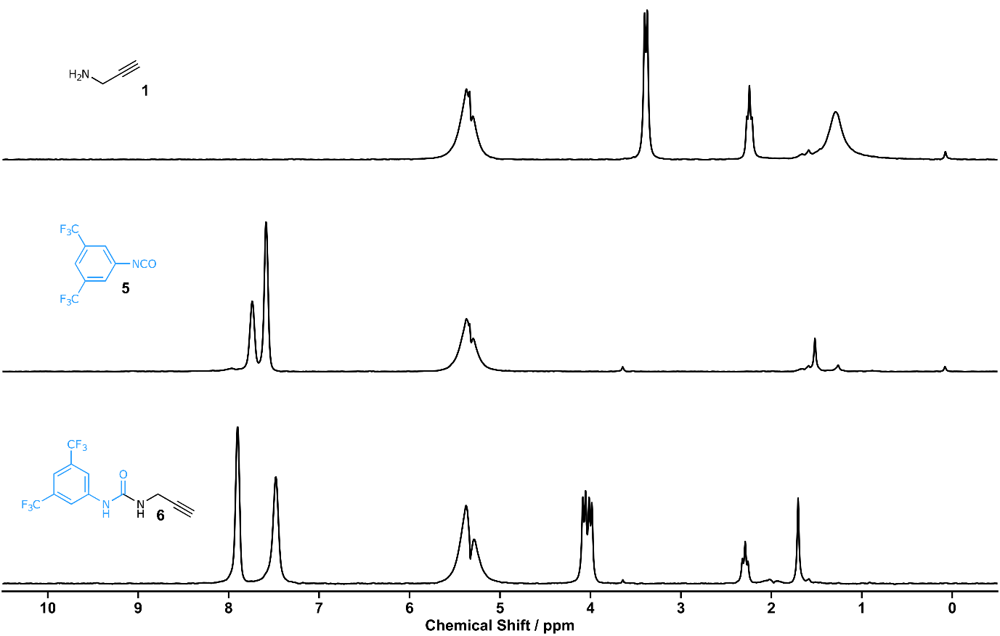 H2N
1
F3C
NCO
5
F3C
CF3
O
F3C
N
H
N
H
6
10 9 8 7 6 5 4 3 2 1 0
Chemical Shift / ppm